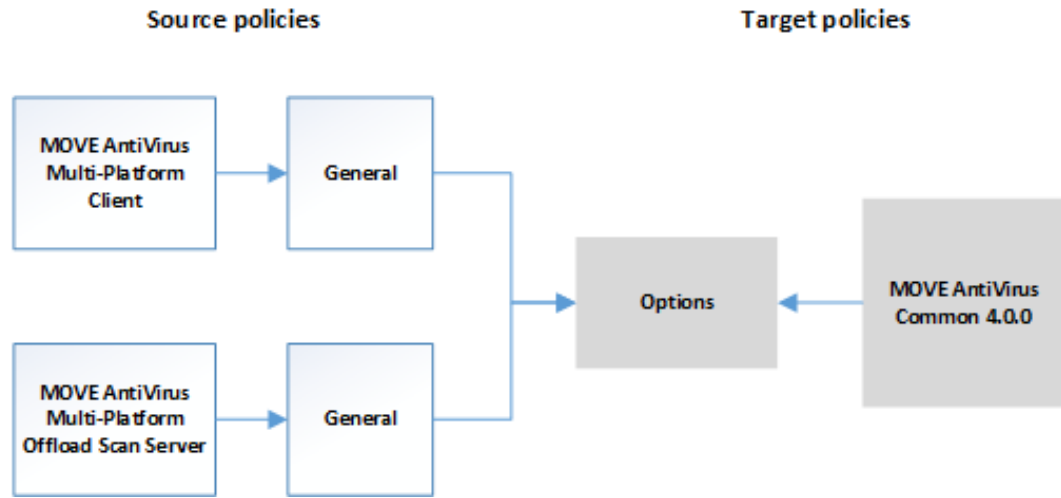 Source policies
Target policies
MOVE AntiVirus
Multi-Platform
Client
General
Options
MOVE AntiVirus
Common 4.0.0
MOVE AntiVirus
Multi-Platform
Offload Scan Server
General